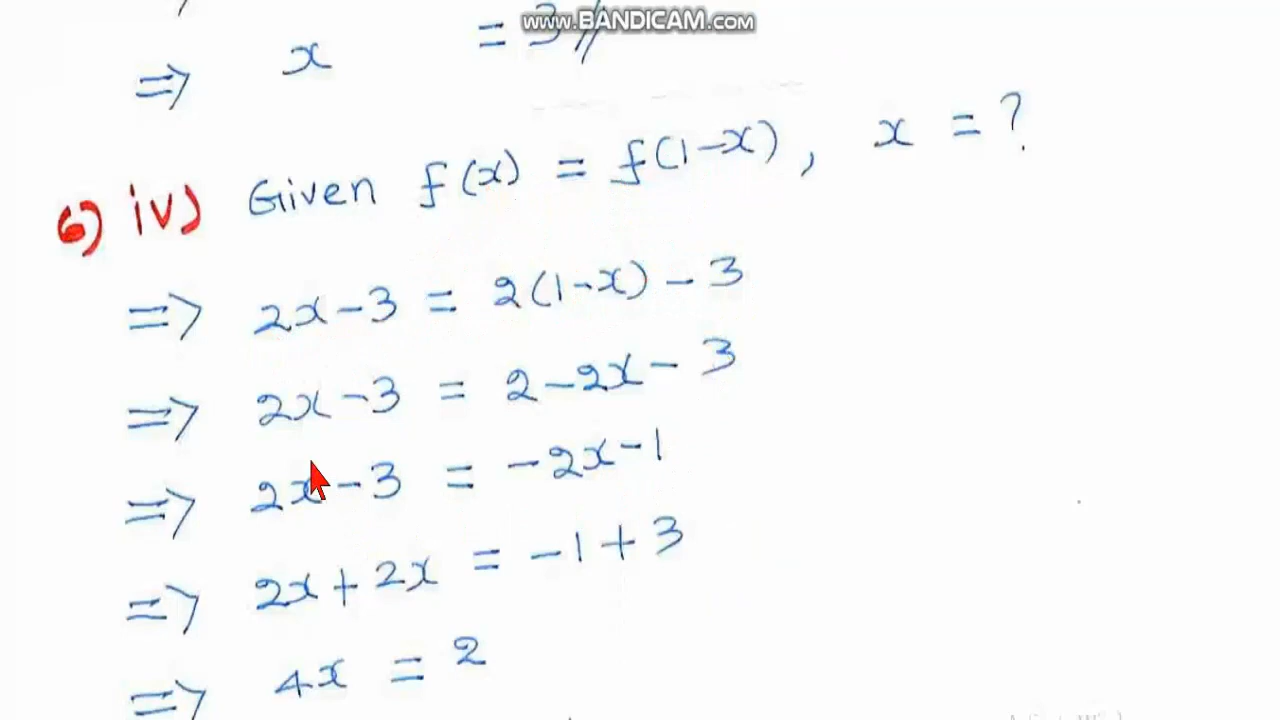 www.BANDICAM.com
=> x = 3//
6) iv) Given f(x) = f(1-x), x = ?
=> 2x - 3 = 2(1-x) - 3
=> 2x - 3 = 2 - 2x - 3
=> 2x - 3 = -2x - 1
=> 2x + 2x = -1 + 3
=> 4x = 2